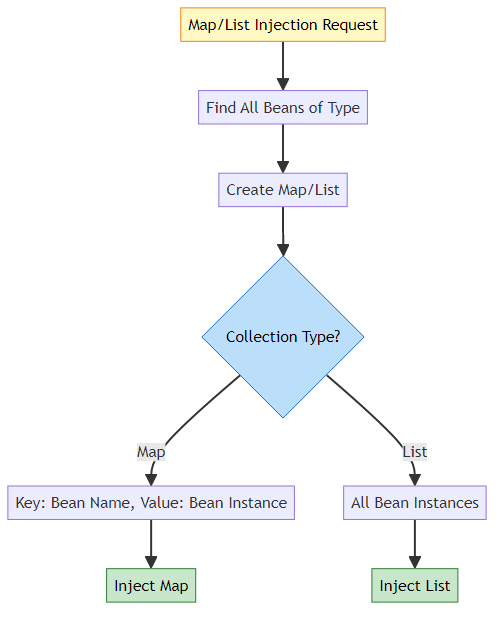 Map/List Injection Request
Find All Beans of Type
Create Map/List
Collection Type?
Map
List
Key: Bean Name, Value: Bean Instance
All Bean Instances
Inject Map
Inject List